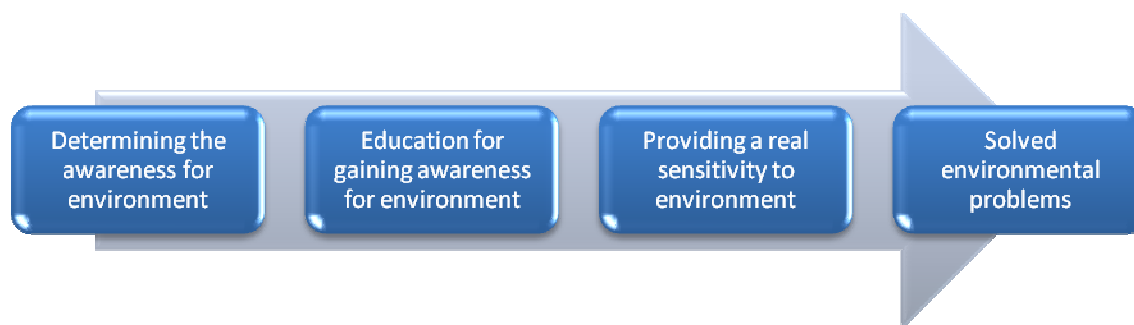 Determining the
awareness for
environment
Education for
gaining awareness
for environment
Providing a real
sensitivity to
environment
Solved
environmental
problems